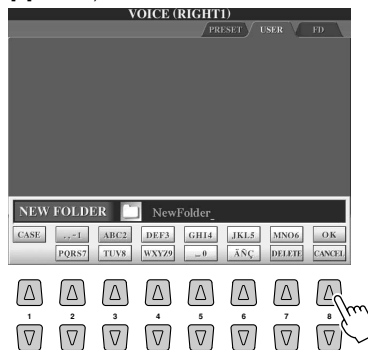 VOICE (RIGHT1)
PRESET USER FD
NEW FOLDER NewFolder_
CASE . - 1 ABC2 DEF3 GHI4 JKL5 MNO6 OK
PQRS7 TUV8 WXYZ9 _ 0 ÄÑÇ DELETE CANCEL
1 2 3 4 5 6 7 8